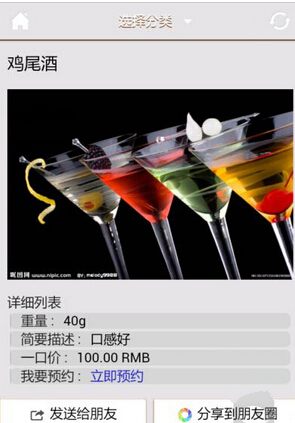 选择分类
鸡尾酒
昵图网 www.nipic.com
详细列表
重量：40g
简要描述：口感好
一口价：100.00 RMB
我要预约：立即预约
发送给朋友
分享到朋友圈